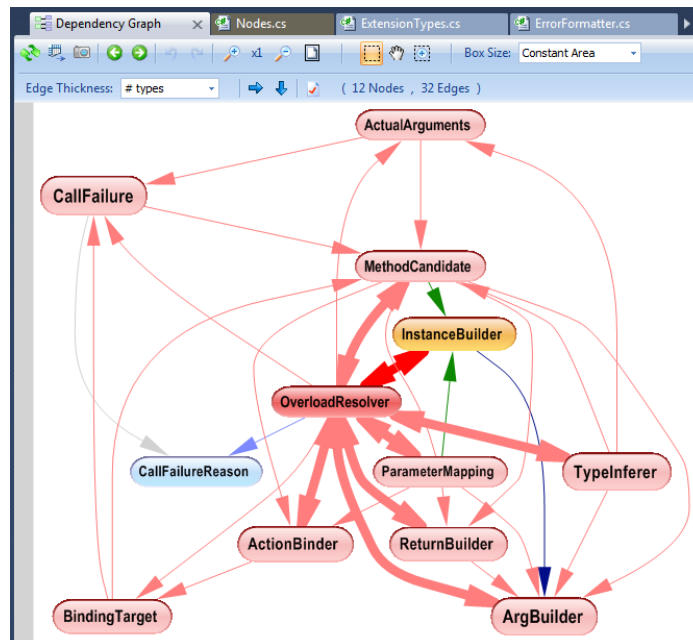 Dependency Graph
Nodes.cs
ExtensionTypes.cs
ErrorFormatter.cs
x1
Box Size:
Constant Area
Edge Thickness:
# types
( 12 Nodes , 32 Edges )
ActualArguments
CallFailure
MethodCandidate
InstanceBuilder
OverloadResolver
CallFailureReason
ParameterMapping
TypeInferer
ActionBinder
ReturnBuilder
BindingTarget
ArgBuilder